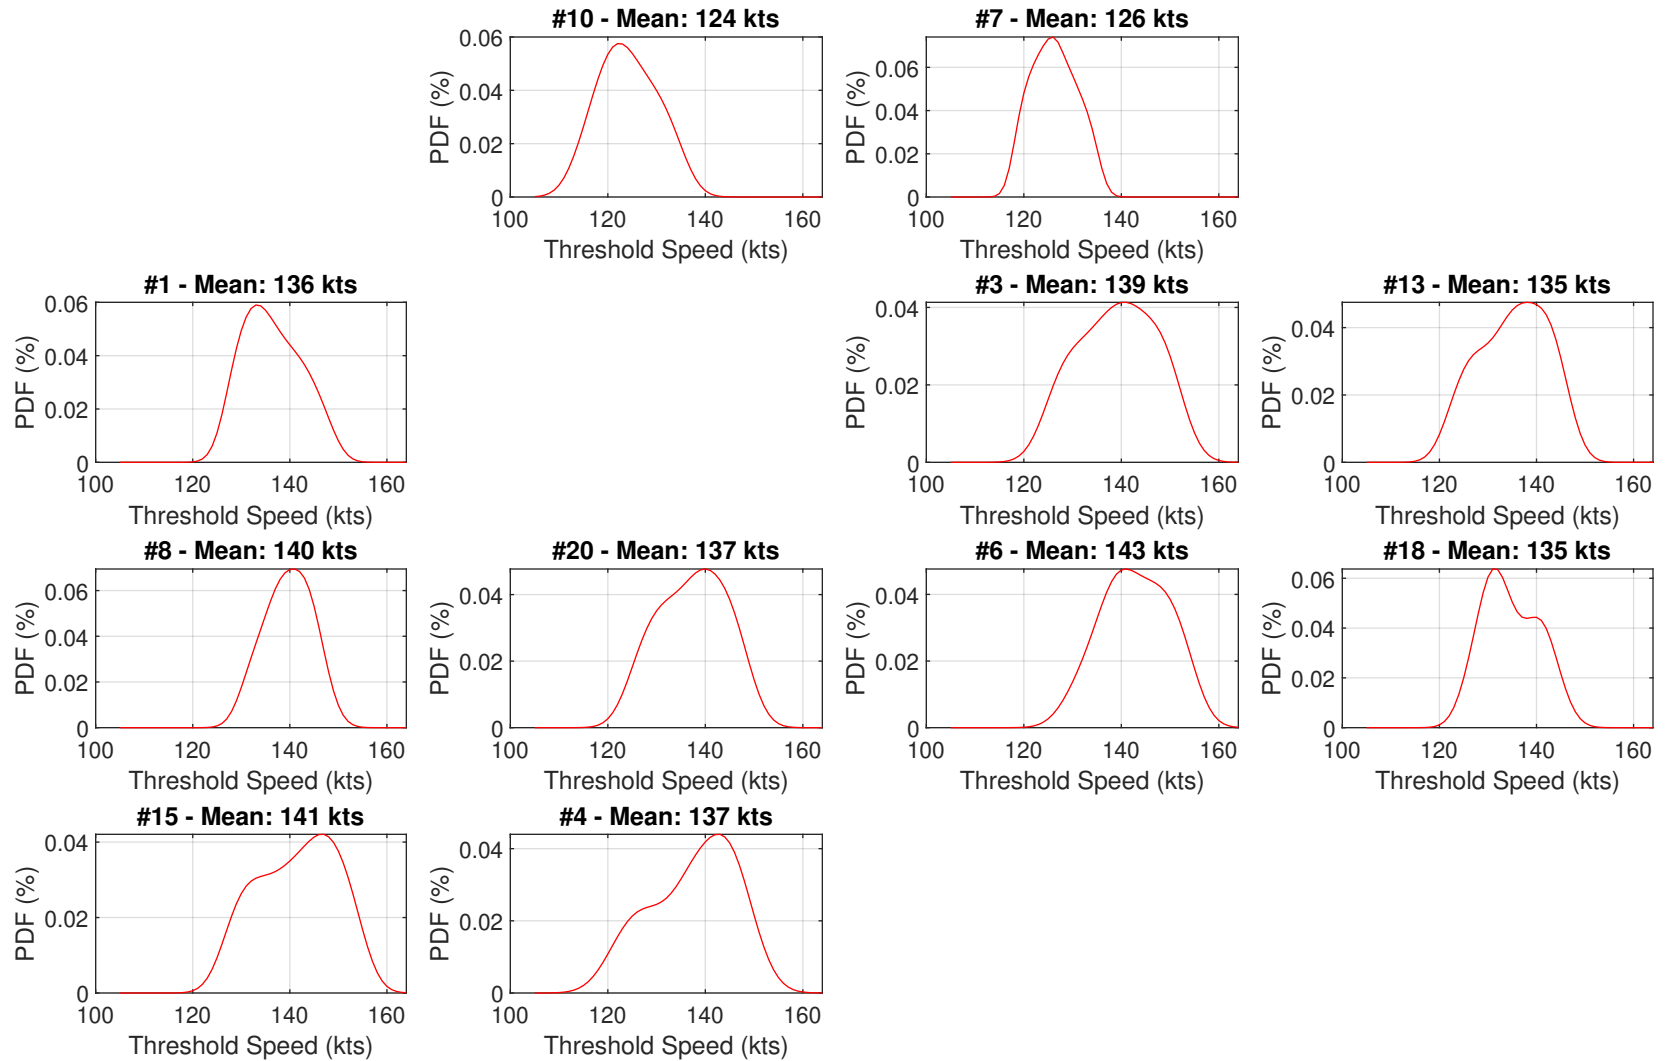 #10 - Mean: 124 kts
PDF (%)
0.06
0.04
0.02
0
100 120 140 160
Threshold Speed (kts)
#7 - Mean: 126 kts
PDF (%)
0.06
0.04
0.02
0
100 120 140 160
Threshold Speed (kts)
#1 - Mean: 136 kts
PDF (%)
0.06
0.04
0.02
0
100 120 140 160
Threshold Speed (kts)
#3 - Mean: 139 kts
PDF (%)
0.04
0.02
0
100 120 140 160
Threshold Speed (kts)
#13 - Mean: 135 kts
PDF (%)
0.04
0.02
0
100 120 140 160
Threshold Speed (kts)
#8 - Mean: 140 kts
PDF (%)
0.06
0.04
0.02
0
100 120 140 160
Threshold Speed (kts)
#20 - Mean: 137 kts
PDF (%)
0.04
0.02
0
100 120 140 160
Threshold Speed (kts)
#6 - Mean: 143 kts
PDF (%)
0.04
0.02
0
100 120 140 160
Threshold Speed (kts)
#18 - Mean: 135 kts
PDF (%)
0.06
0.04
0.02
0
100 120 140 160
Threshold Speed (kts)
#15 - Mean: 141 kts
PDF (%)
0.04
0.02
0
100 120 140 160
Threshold Speed (kts)
#4 - Mean: 137 kts
PDF (%)
0.04
0.02
0
100 120 140 160
Threshold Speed (kts)